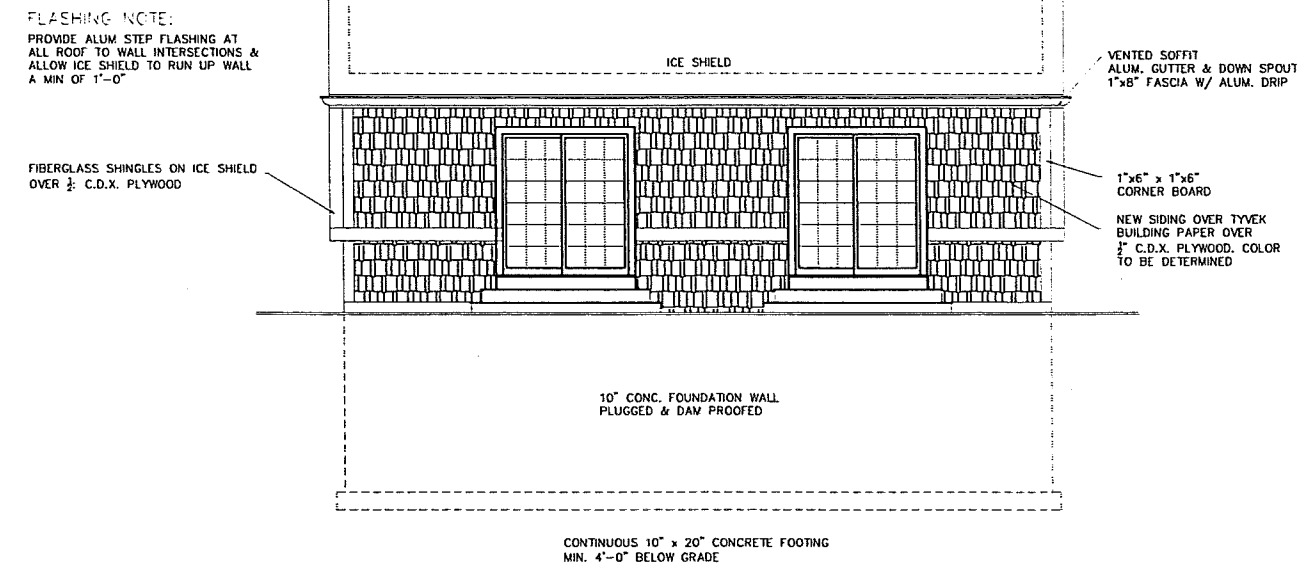 FLASHING NOTE:
PROVIDE ALUM STEP FLASHING AT
ALL ROOF TO WALL INTERSECTIONS &
ALLOW ICE SHIELD TO RUN UP WALL
A MIN OF 1'-0"
ICE SHIELD
VENTED SOFFIT
ALUM. GUTTER & DOWN SPOUT
1"x8" FASCIA W/ ALUM. DRIP
FIBERGLASS SHINGLES ON ICE SHIELD
OVER ½" C.D.X. PLYWOOD
1"x6" x 1"x6"
CORNER BOARD
NEW SIDING OVER TYVEK
BUILDING PAPER OVER
½" C.D.X. PLYWOOD. COLOR
TO BE DETERMINED
10" CONC. FOUNDATION WALL
PLUGGED & DAM PROOFED
CONTINUOUS 10" x 20" CONCRETE FOOTING
MIN. 4'-0" BELOW GRADE